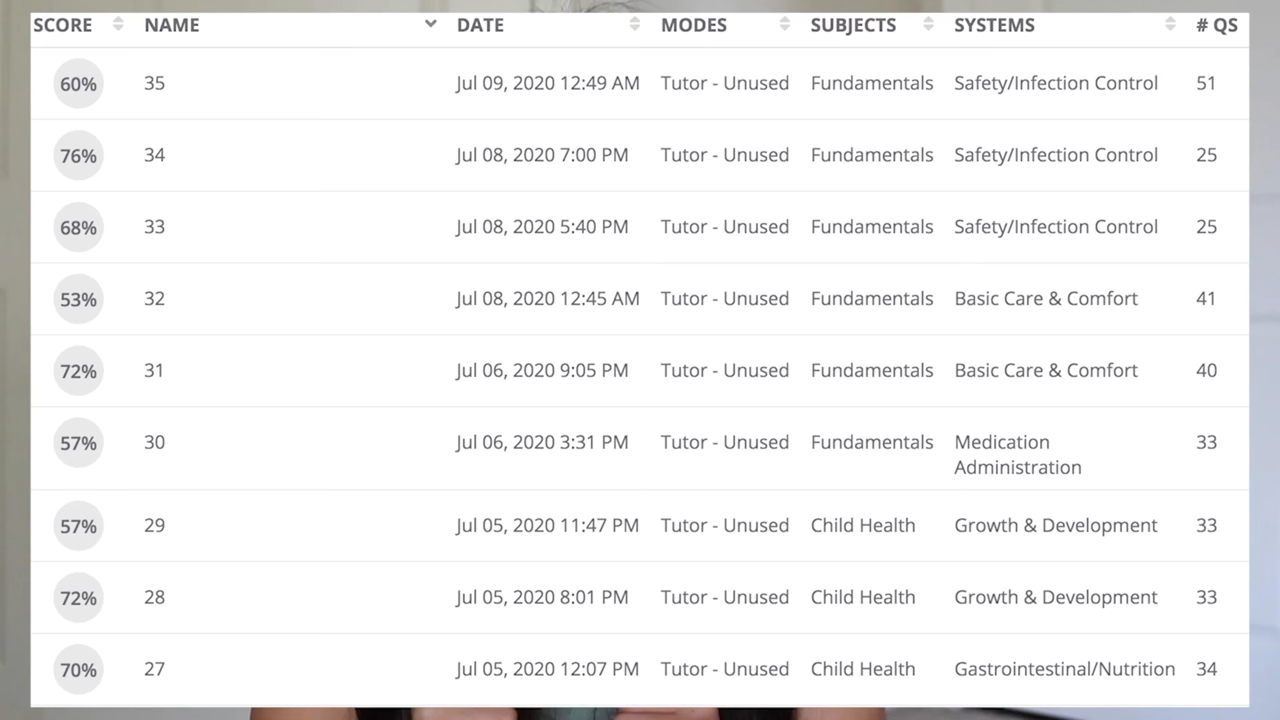 SCORE NAME DATE MODES SUBJECTS SYSTEMS # QS
60% 35 Jul 09, 2020 12:49 AM Tutor - Unused Fundamentals Safety/Infection Control 51
76% 34 Jul 08, 2020 7:00 PM Tutor - Unused Fundamentals Safety/Infection Control 25
68% 33 Jul 08, 2020 5:40 PM Tutor - Unused Fundamentals Safety/Infection Control 25
53% 32 Jul 08, 2020 12:45 AM Tutor - Unused Fundamentals Basic Care & Comfort 41
72% 31 Jul 06, 2020 9:05 PM Tutor - Unused Fundamentals Basic Care & Comfort 40
57% 30 Jul 06, 2020 3:31 PM Tutor - Unused Fundamentals Medication 33
Administration
57% 29 Jul 05, 2020 11:47 PM Tutor - Unused Child Health Growth & Development 33
72% 28 Jul 05, 2020 8:01 PM Tutor - Unused Child Health Growth & Development 33
70% 27 Jul 05, 2020 12:07 PM Tutor - Unused Child Health Gastrointestinal/Nutrition 34